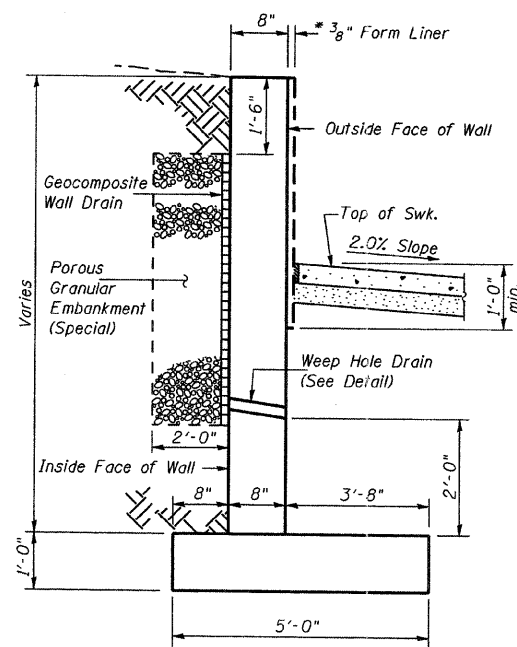 8"
* 3/8" Form Liner
1'-6"
Outside Face of Wall
Geocomposite
Wall Drain
Top of Swk.
2.0% Slope
Porous
Granular
Embankment
(Special)
Varies
1'-0"
min.
Weep Hole Drain
(See Detail)
2'-0"
Inside Face of Wall
2'-0"
8"
8"
3'-8"
1'-0"
5'-0"